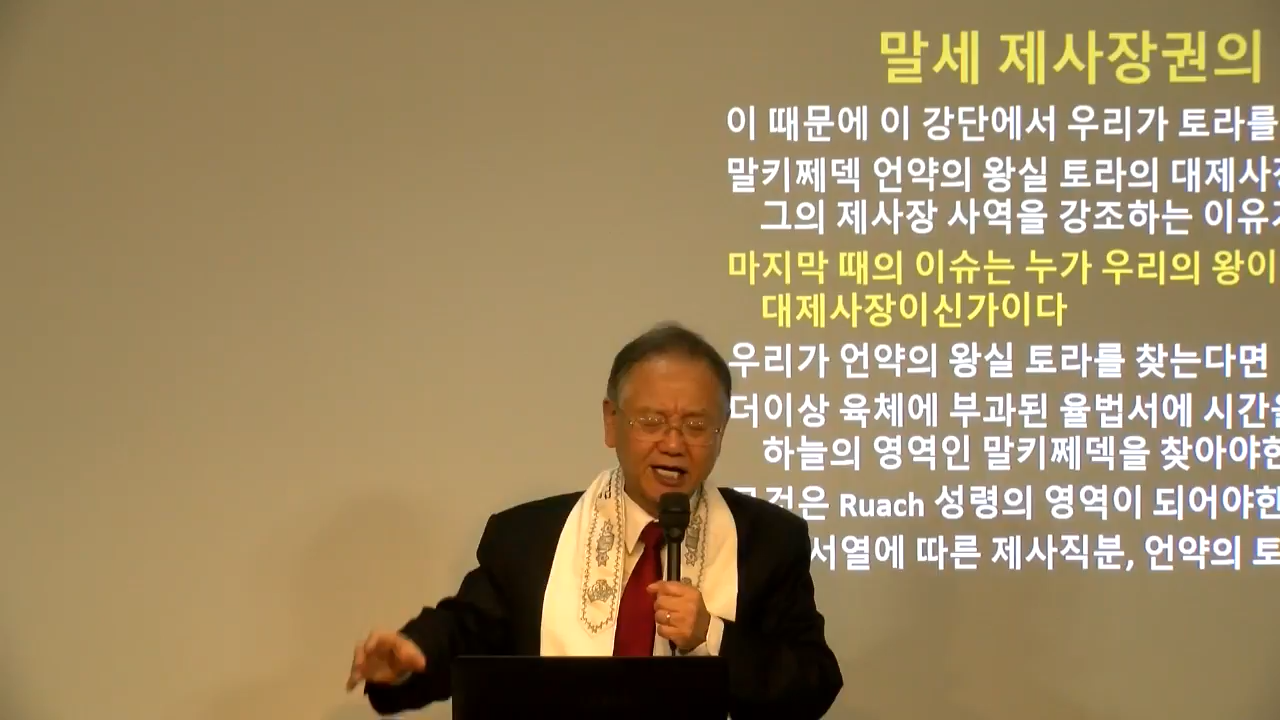 말세 제사장권의
이 때문에 이 강단에서 우리가 토라를
말키쩨덱 언약의 왕실 토라의 대제사
그의 제사장 사역을 강조하는 이유
마지막 때의 이슈는 누가 우리의 왕이
대제사장이신가이다
우리가 언약의 왕실 토라를 찾는다면
더이상 육체에 부과된 율법서에 시간을
하늘의 영역인 말키쩨덱을 찾아야한
Ruach 성령의 영역이 되어야한
서열에 따른 제사직분, 언약의 토